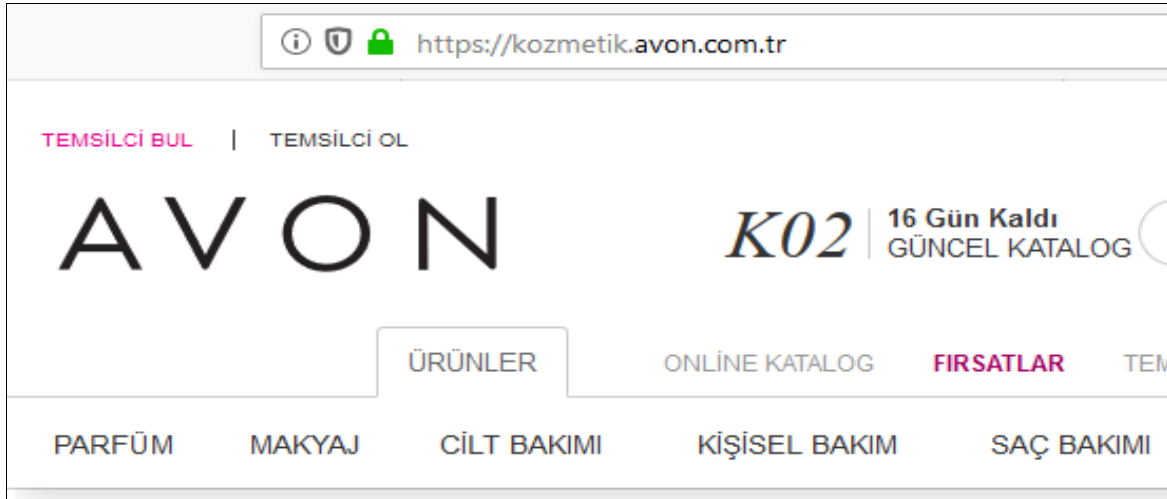 https://kozmetik.avon.com.tr
TEMSİLCİ BUL | TEMSİLCİ OL
AVON
K02
16 Gün Kaldı
GÜNCEL KATALOG
ÜRÜNLER ONLİNE KATALOG FIRSATLAR TEM
PARFÜM MAKYAJ CİLT BAKIMI KİŞİSEL BAKIM SAÇ BAKIMI